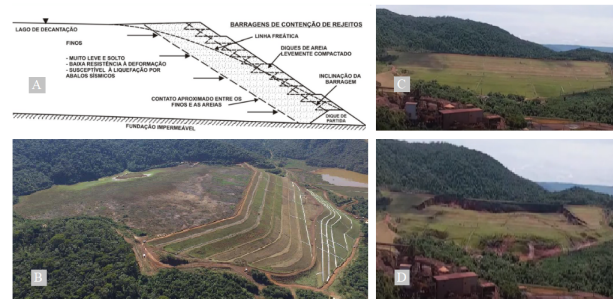 LAGO DE DECANTAÇÃO
BARRAGENS DE CONTENÇÃO DE REJEITOS
LINHA FREÁTICA
FINOS
- MUITO LEVE E SOLTO
- BAIXA RESISTÊNCIA À DEFORMAÇÃO
- SUSCEPTÍVEL À LIQUEFAÇÃO POR
ABALOS SÍSMICOS
DIQUES DE AREIA
LEVEMENTE COMPACTADO
INCLINAÇÃO DA
BARRAGEM
CONTATO APROXIMADO ENTRE OS
FINOS E AS AREIAS
DIQUE DE
PARTIDA
FUNDAÇÃO IMPERMEÁVEL
A
B
C
D